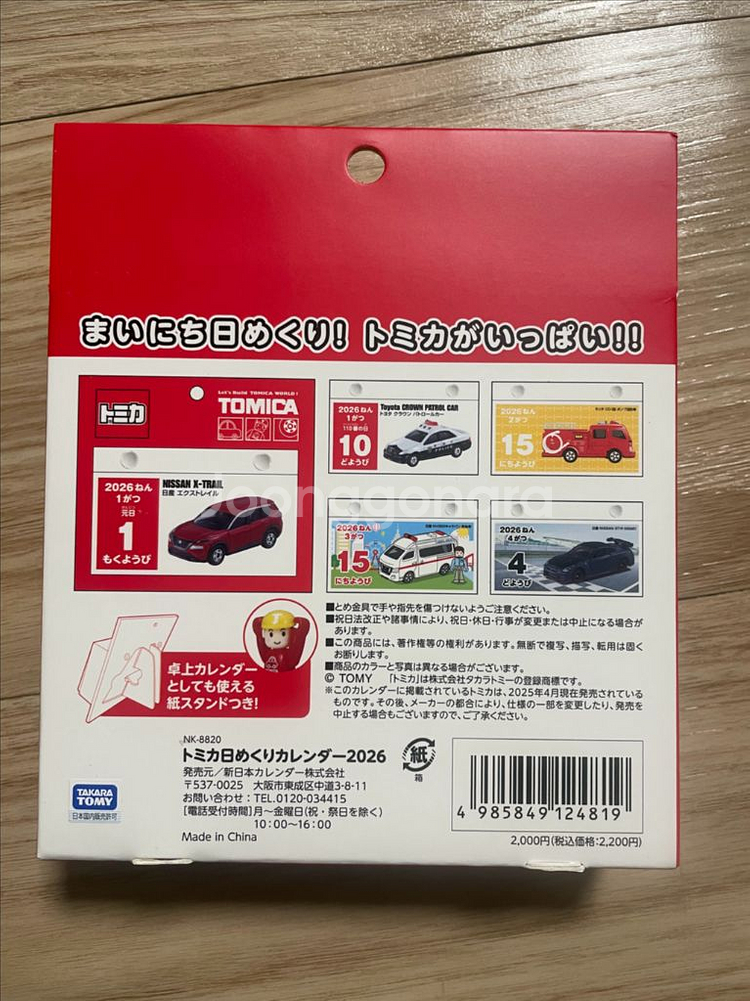 まいにち日めくり! トミカがいっぱい!!
トミカ
Let's Build TOMICA WORLD!
TOMICA
2026ねん
1がつ
元日
1
もくようび
NISSAN X-TRAIL
日産 エクストレイル
2026ねん
1がつ
110番の日
10
どようび
Toyota CROWN PATROL CAR
トヨタ クラウン パトロールカー
2026ねん
2がつ
15
にちようび
2026ねん
3がつ
15
にちようび
2026ねん
4がつ
4
どようび
joongonara
卓上カレンダー
としても使える
紙スタンドつき!
■とめ金具で手や指先を傷つけないようご注意ください。
■祝日法改正や諸事情により、祝日・休日・行事が変更または中止になる場合が
あります。
■この商品には、著作権等の権利があります。無断で複写、描写、転用は固く
お断りします。
■商品のカラーと写真は異なる場合がございます。
© TOMY 「トミカ」は株式会社タカラトミーの登録商標です。
※このカレンダーに掲載されているトミカは、2025年4月現在発売されている
ものです。その後、メーカーの都合により、仕様の一部を変更したり、発売を
中止する場合もございますので、ご了承ください。
NK-8820
トミカ日めくりカレンダー2026
発売元/新日本カレンダー株式会社
〒537-0025 大阪市東成区中道3-8-11
お問い合わせ:TEL.0120-034415
[電話受付時間]月~金曜日(祝・祭日を除く)
10:00~16:00
Made in China
紙
箱
TAKARA
TOMY
日本国内販売許可
4 985849 124819
2,000円(税込価格:2,200円)